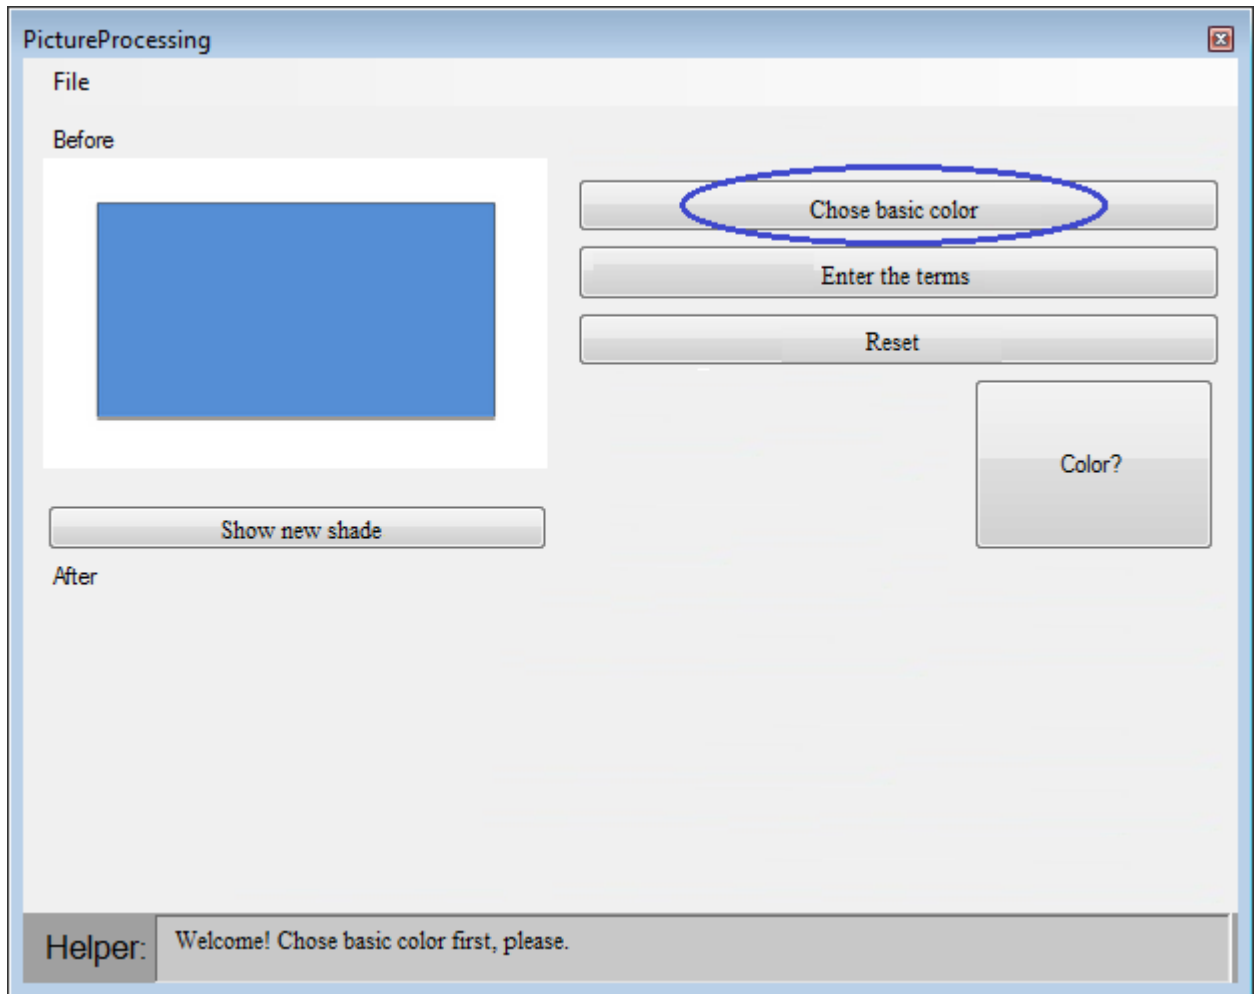 PictureProcessing
File
Before
Chose basic color
Enter the terms
Reset
Color?
Show new shade
After
Helper: Welcome! Chose basic color first, please.